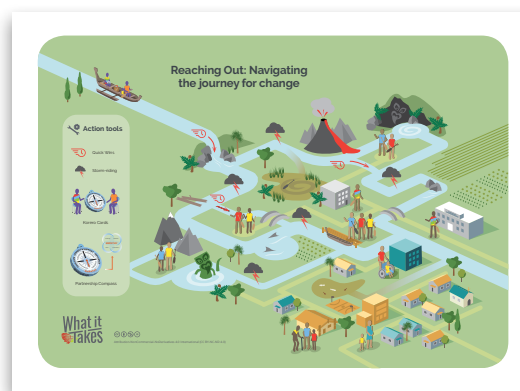 Reaching Out: Navigating
the journey for change
Action tools
Quick Wins
Storm-riding
Korero Cards
Partnership Compass
What it
Takes